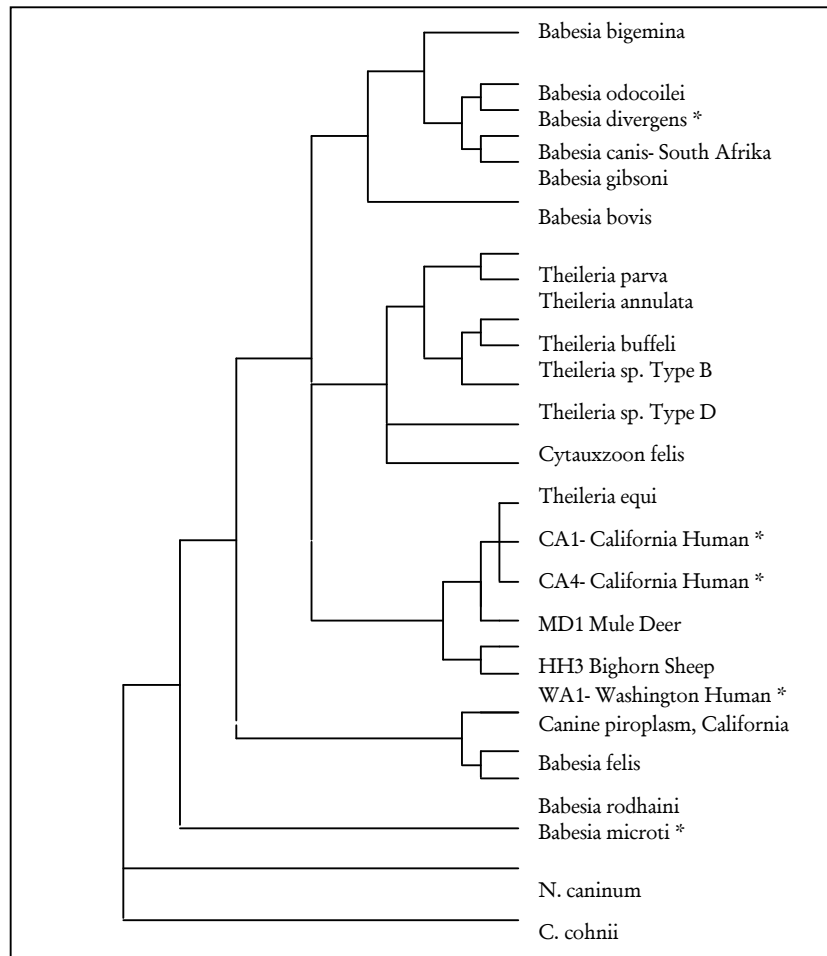 Babesia bigemina
Babesia odocoilei
Babesia divergens *
Babesia canis- South Afrika
Babesia gibsoni
Babesia bovis
Theileria parva
Theileria annulata
Theileria buffeli
Theileria sp. Type B
Theileria sp. Type D
Cytauxzoon felis
Theileria equi
CA1- California Human *
CA4- California Human *
MD1 Mule Deer
HH3 Bighorn Sheep
WA1- Washington Human *
Canine piroplasm, California
Babesia felis
Babesia rodhaini
Babesia microti *
N. caninum
C. cohnii